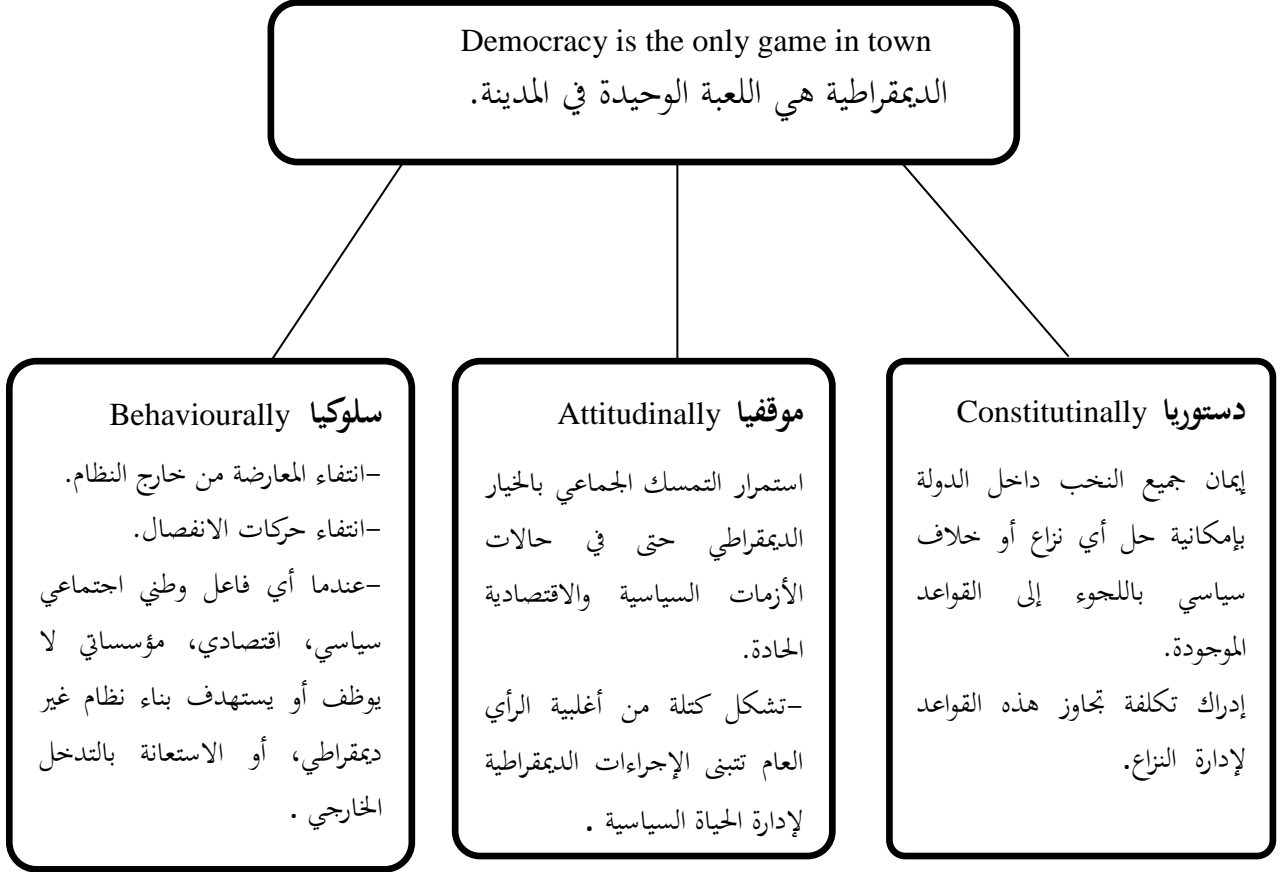 Democracy is the only game in town
الديمقراطية هي اللعبة الوحيدة في المدينة.
دستوريا Constitutinally
إيمان جميع النخب داخل الدولة
بإمكانية حل أي نزاع أو خلاف
سياسي باللجوء إلى القواعد
الموجودة.
إدراك تكلفة تجاوز هذه القواعد
لإدارة النزاع.
موقفيا Attitudinally
استمرار التمسك الجماعي بالخيار
الديمقراطي حتى في حالات
الأزمات السياسية والاقتصادية
الحادة.
-تشكل كتلة من أغلبية الرأي
العام تتبنى الإجراءات الديمقراطية
لإدارة الحياة السياسية .
سلوكيا Behaviourally
-انتفاء المعارضة من خارج النظام.
-انتفاء حركات الانفصال.
-عندما أي فاعل وطني اجتماعي
سياسي، اقتصادي، مؤسساتي لا
يوظف أو يستهدف بناء نظام غير
ديمقراطي، أو الاستعانة بالتدخل
الخارجي .